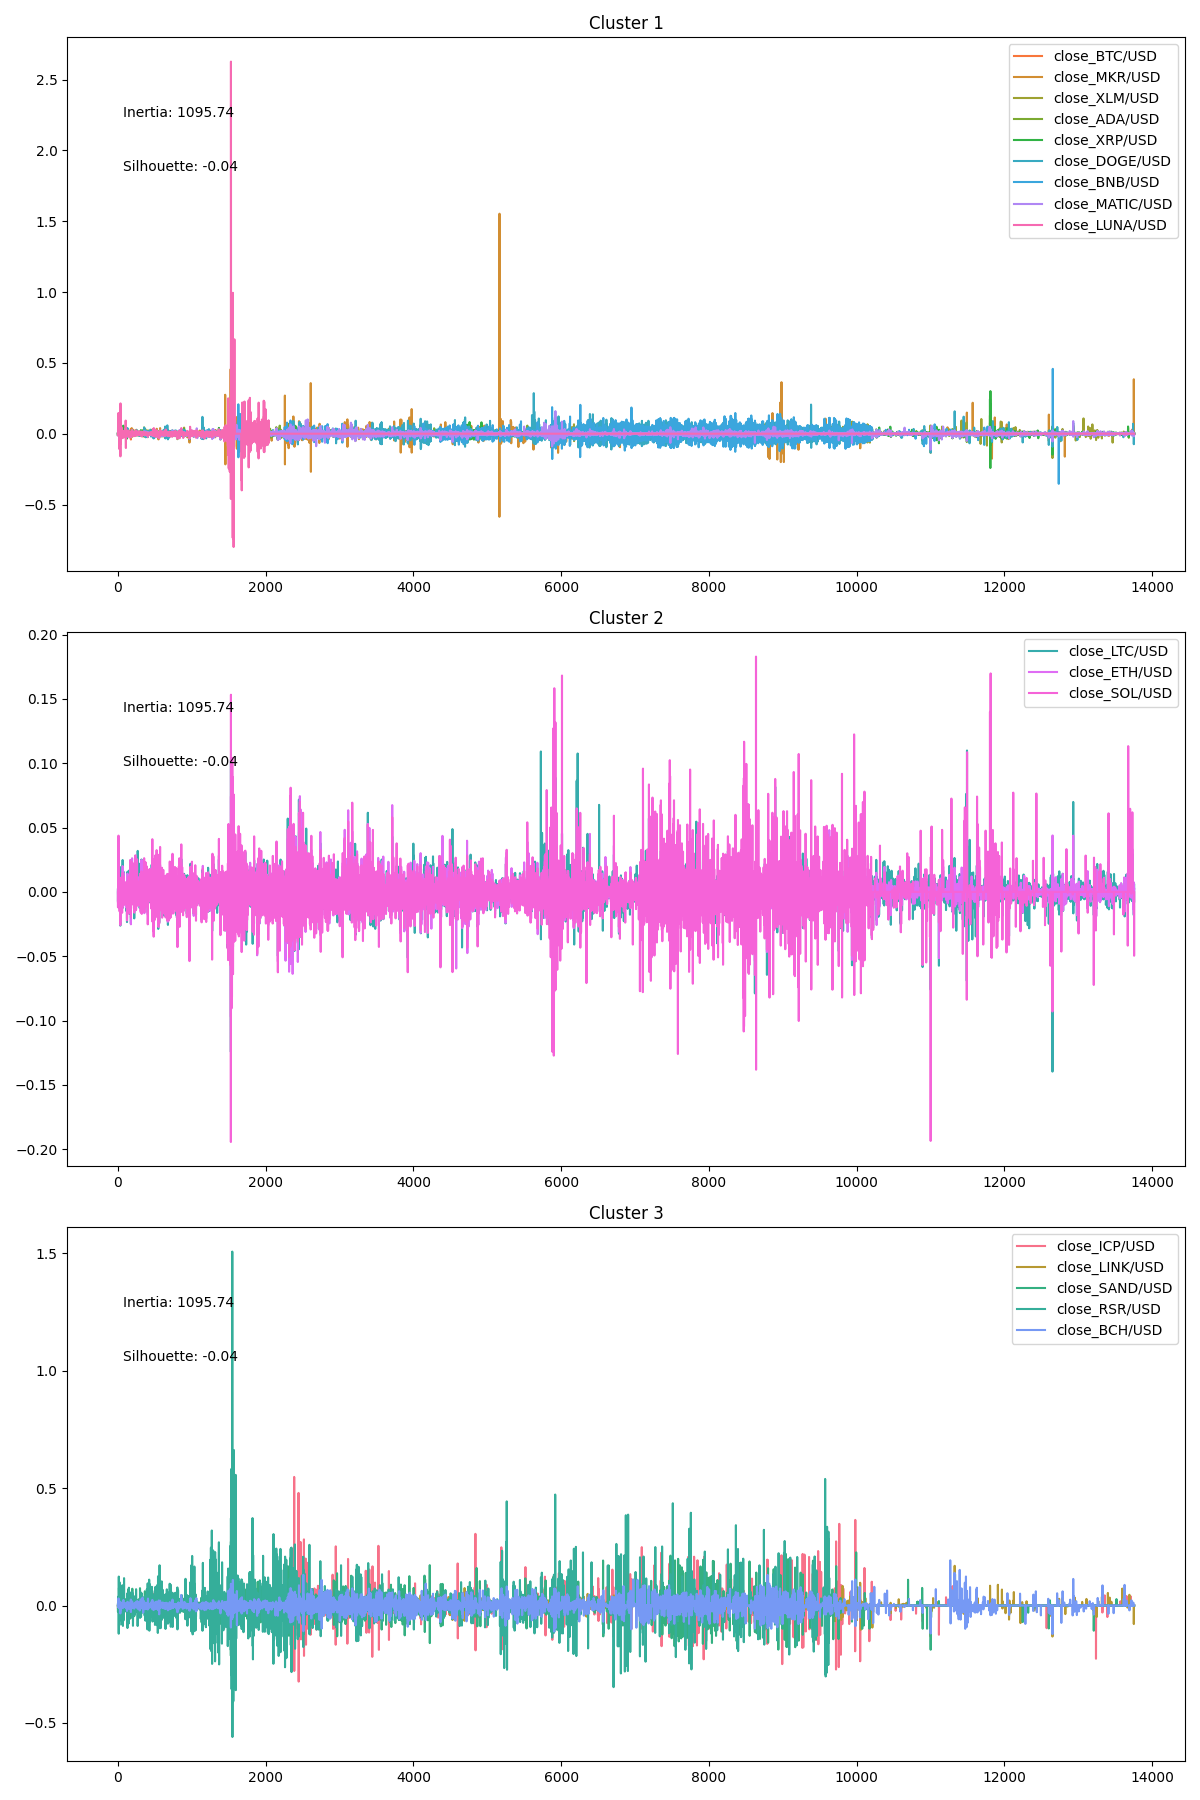 Cluster 1
2.5
2.0
1.5
1.0
0.5
0.0
−0.5
Inertia: 1095.74
Silhouette: -0.04
close_BTC/USD
close_MKR/USD
close_XLM/USD
close_ADA/USD
close_XRP/USD
close_DOGE/USD
close_BNB/USD
close_MATIC/USD
close_LUNA/USD
0 2000 4000 6000 8000 10000 12000 14000
Cluster 2
0.20
0.15
0.10
0.05
0.00
−0.05
−0.10
−0.15
−0.20
Inertia: 1095.74
Silhouette: -0.04
close_LTC/USD
close_ETH/USD
close_SOL/USD
0 2000 4000 6000 8000 10000 12000 14000
Cluster 3
1.5
1.0
0.5
0.0
−0.5
Inertia: 1095.74
Silhouette: -0.04
close_ICP/USD
close_LINK/USD
close_SAND/USD
close_RSR/USD
close_BCH/USD
0 2000 4000 6000 8000 10000 12000 14000